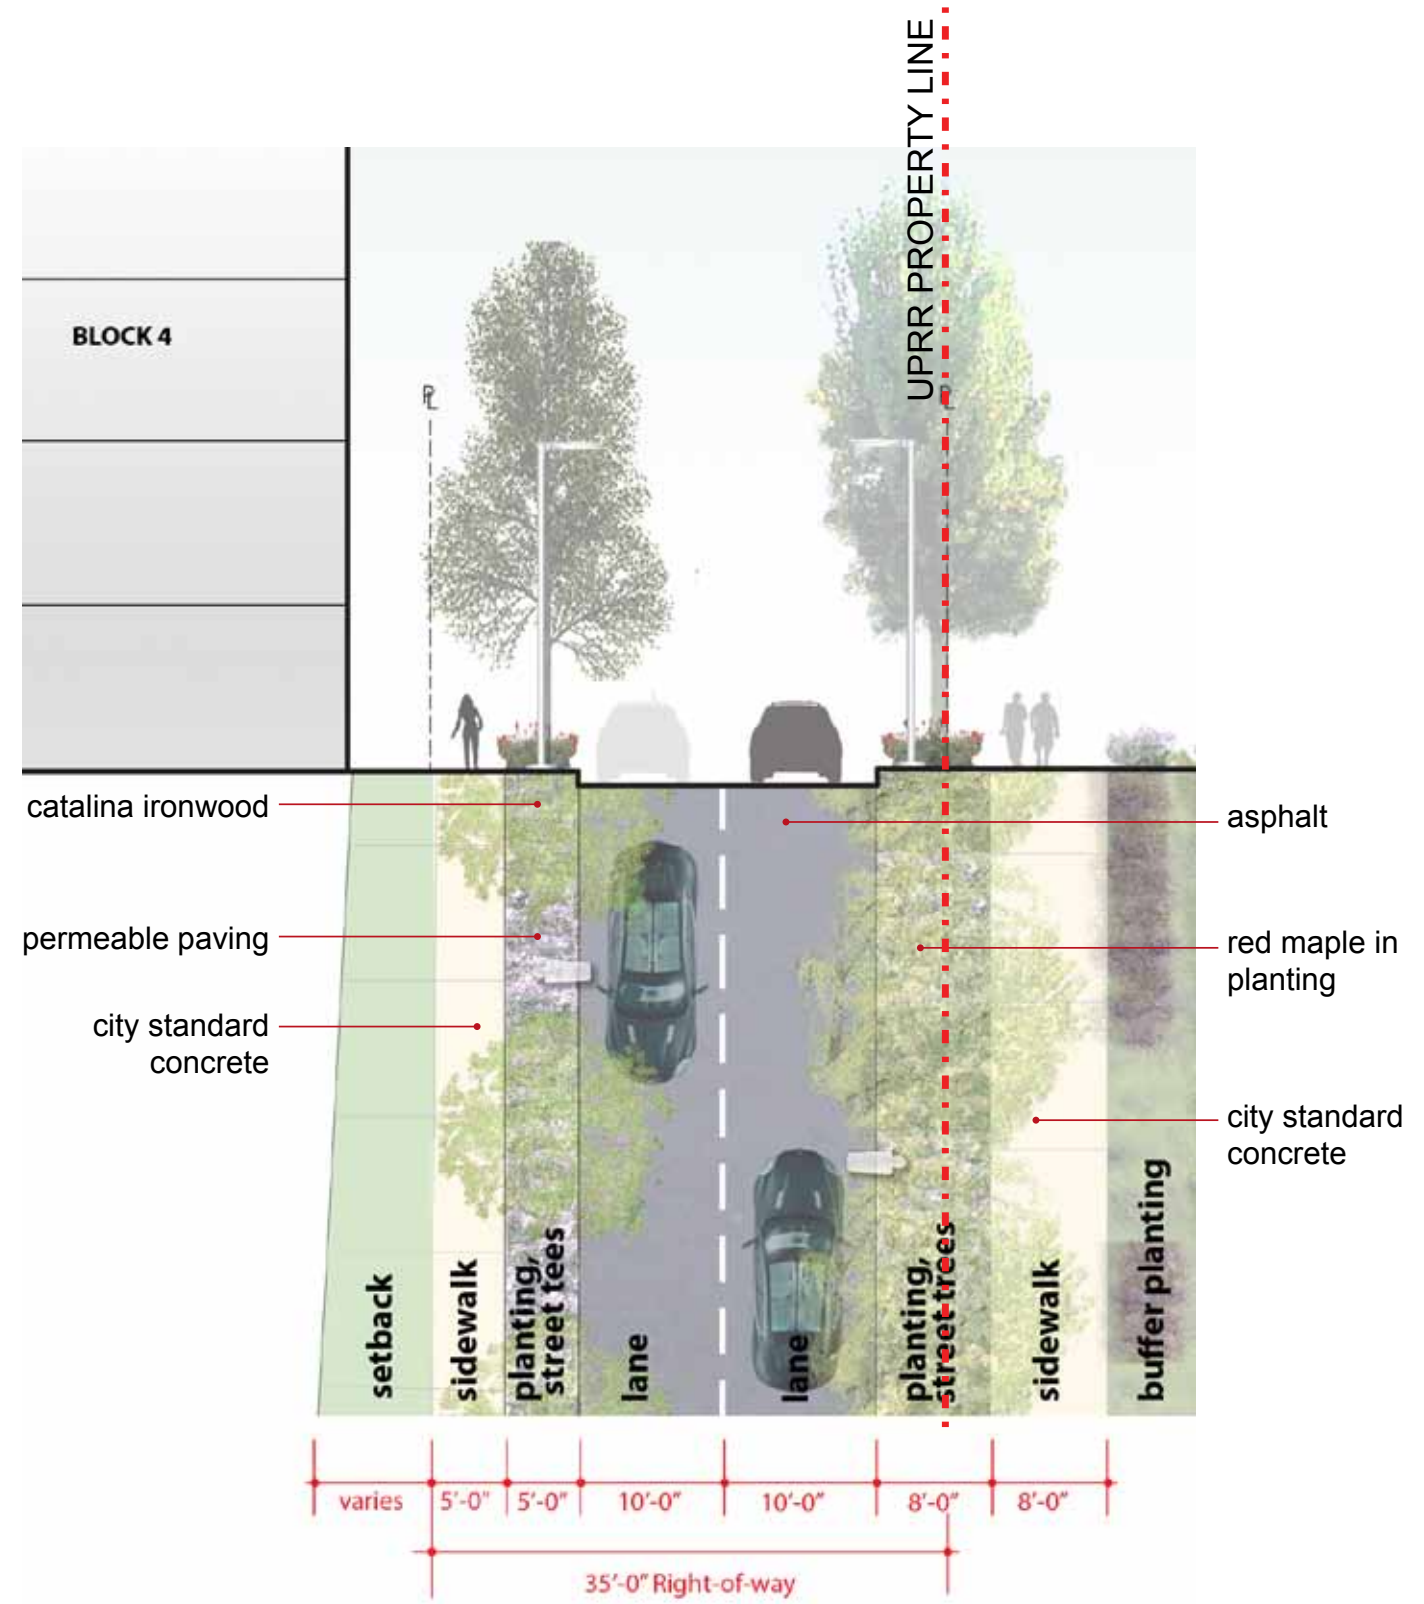 UPRR PROPERTY LINE
BLOCK 4
PL
PL
catalina ironwood
permeable paving
city standard
concrete
asphalt
red maple in
planting
city standard
concrete
setback
sidewalk
planting,
street tees
lane
lane
planting,
street trees
sidewalk
buffer planting
varies
5'-0"
5'-0"
10'-0"
10'-0"
8'-0"
8'-0"
35'-0" Right-of-way